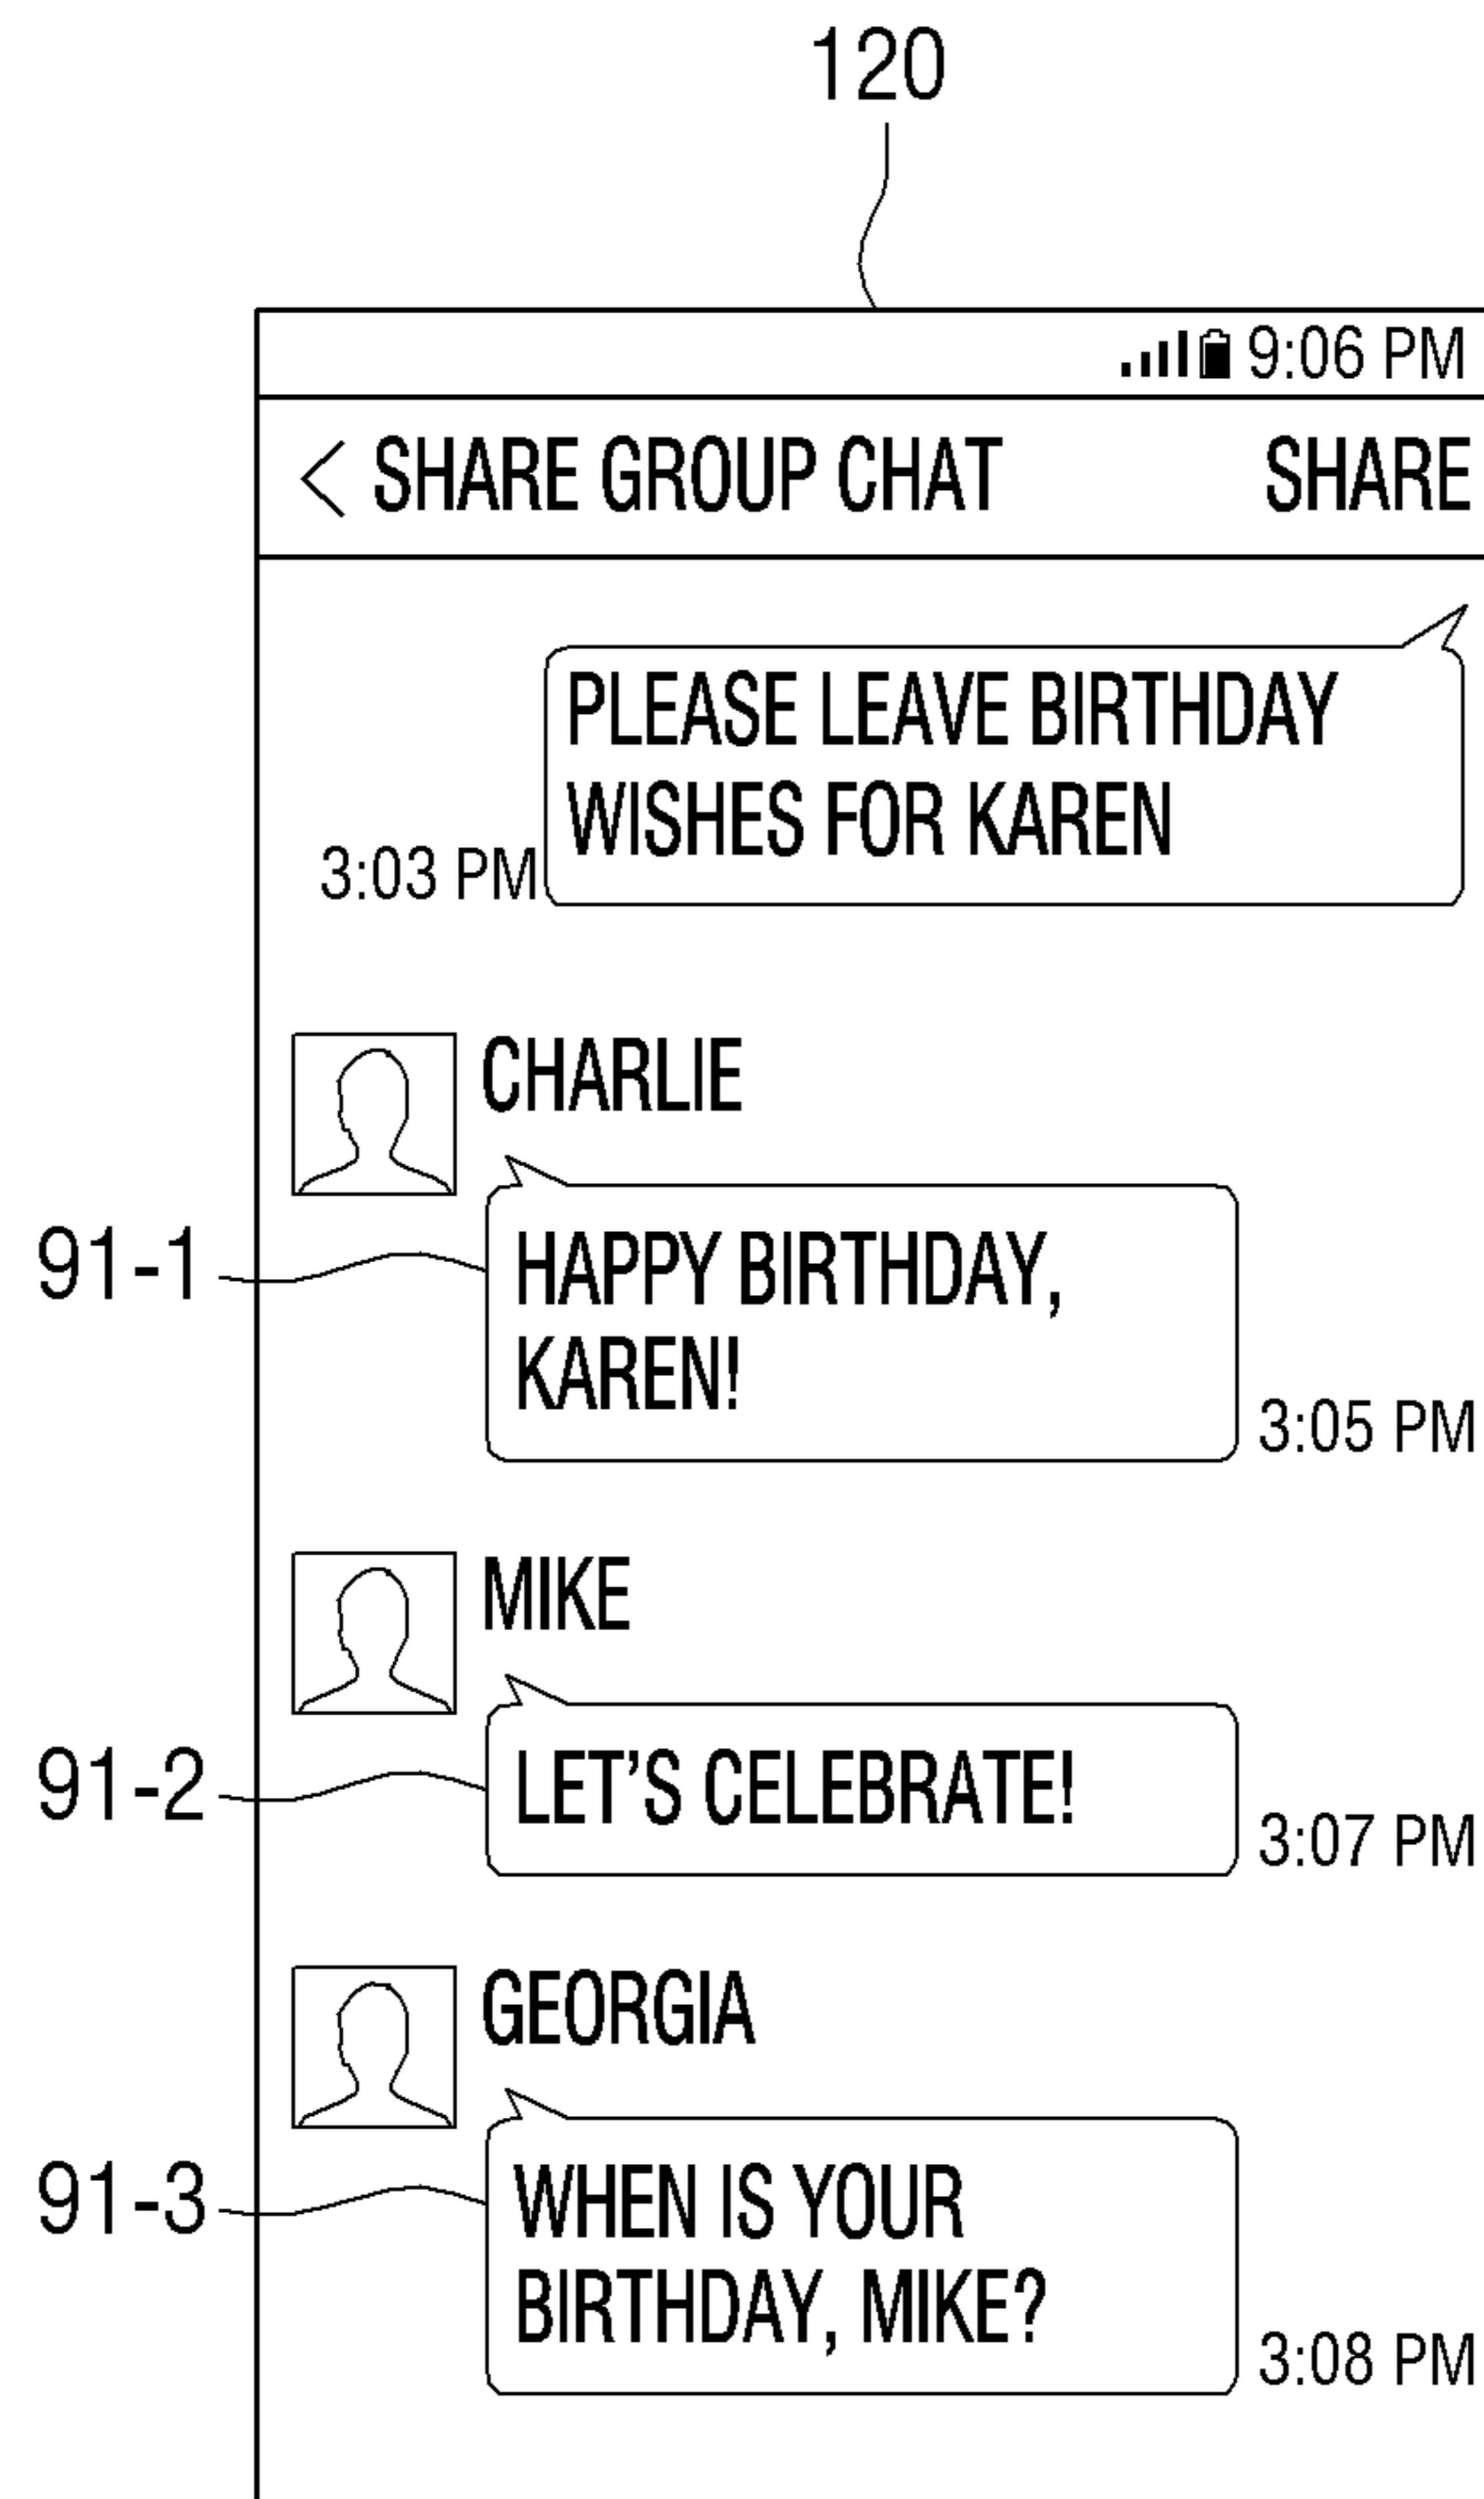 120
9:06 PM
< SHARE GROUP CHAT SHARE
PLEASE LEAVE BIRTHDAY
WISHES FOR KAREN
3:03 PM
CHARLIE
91-1
HAPPY BIRTHDAY,
KAREN!
3:05 PM
MIKE
91-2
LET'S CELEBRATE!
3:07 PM
GEORGIA
91-3
WHEN IS YOUR
BIRTHDAY, MIKE?
3:08 PM